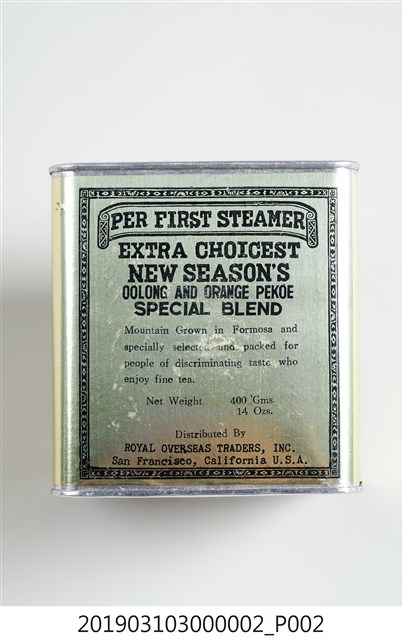 PER FIRST STEAMER
EXTRA CHOICEST
NEW SEASON'S
OOLONG AND ORANGE PEKOE
SPECIAL BLEND
Mountain Grown in Formosa and
specially selected and packed for
people of discriminating taste who
enjoy fine tea.
Net Weight 400 Gms.
14 Ozs.
Distributed By
ROYAL OVERSEAS TRADERS, INC.
San Francisco, California U.S.A.
201903103000002_P002